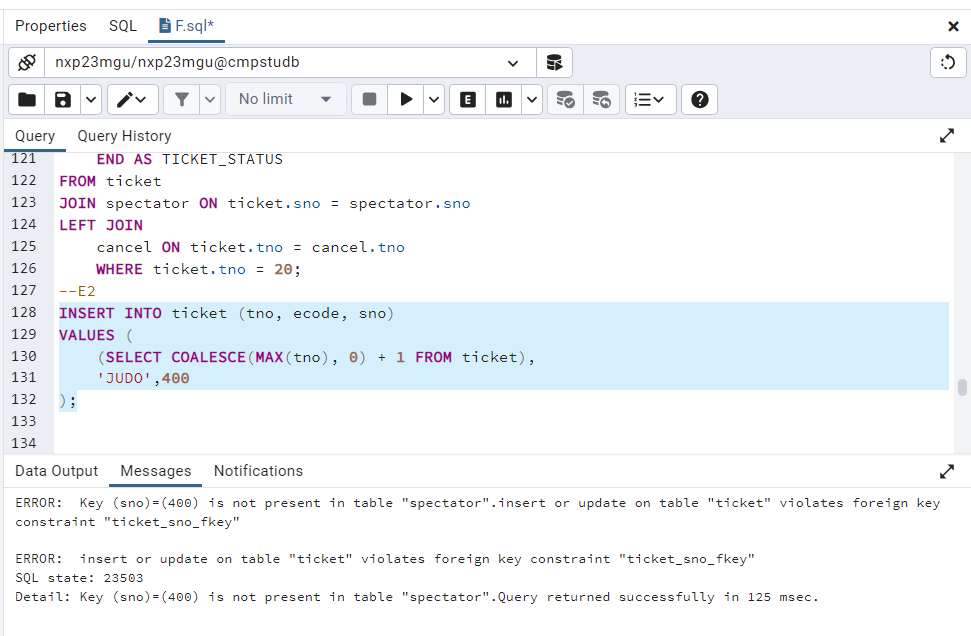 Properties SQL F.sql*
nxp23mgu/nxp23mgu@cmpstudb
No limit E
Query Query History
121 END AS TICKET_STATUS
122 FROM ticket
123 JOIN spectator ON ticket.sno = spectator.sno
124 LEFT JOIN
125 cancel ON ticket.tno = cancel.tno
126 WHERE ticket.tno = 20;
127 --E2
128 INSERT INTO ticket (tno, ecode, sno)
129 VALUES (
130 (SELECT COALESCE(MAX(tno), 0) + 1 FROM ticket),
131 'JUDO',400
132 );
133
134
Data Output Messages Notifications
ERROR:  Key (sno)=(400) is not present in table "spectator".insert or update on table "ticket" violates foreign key
constraint "ticket_sno_fkey"
ERROR:  insert or update on table "ticket" violates foreign key constraint "ticket_sno_fkey"
SQL state: 23503
Detail: Key (sno)=(400) is not present in table "spectator".Query returned successfully in 125 msec.